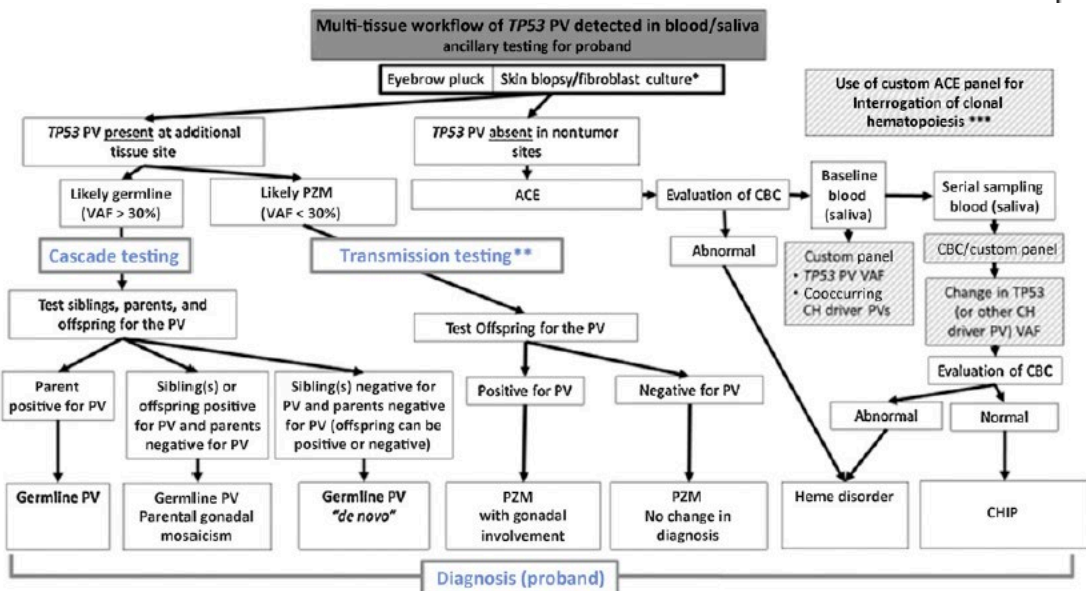 Multi-tissue workflow of TP53 PV detected in blood/saliva
ancillary testing for proband
Eyebrow pluck
Skin biopsy/fibroblast culture*
Use of custom ACE panel for
Interrogation of clonal
hematopoiesis ***
TP53 PV present at additional
tissue site
TP53 PV absent in nontumor
sites
Likely germline
(VAF > 30%)
Likely PZM
(VAF < 30%)
ACE
Evaluation of CBC
Baseline
blood
(saliva)
Serial sampling
blood (saliva)
Cascade testing
Transmission testing**
Abnormal
Custom panel
• TP53 PV VAF
• Cooccurring
CH driver PVs
CBC/custom panel
Change in TP53
(or other CH
driver PV) VAF
Test siblings, parents, and
offspring for the PV
Test Offspring for the PV
Evaluation of CBC
Parent
positive for PV
Sibling(s) or
offspring positive
for PV and parents
negative for PV
Sibling(s) negative for
PV and parents negative
for PV (offspring can be
positive or negative)
Positive for PV
Negative for PV
Abnormal
Normal
Germline PV
Germline PV
Parental gonadal
mosaicism
Germline PV
"de novo"
PZM
with gonadal
involvement
PZM
No change in
diagnosis
Heme disorder
CHIP
Diagnosis (proband)